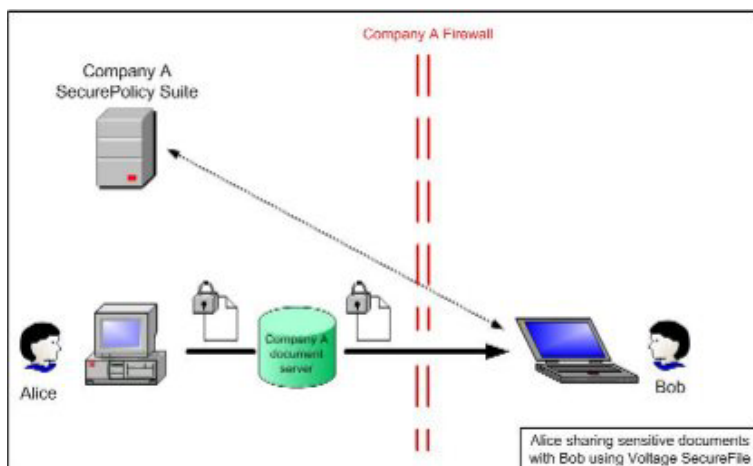 Company A Firewall
Company A
SecurePolicy Suite
Company A
document
server
Alice
Bob
Alice sharing sensitive documents
with Bob using Voltage SecureFile